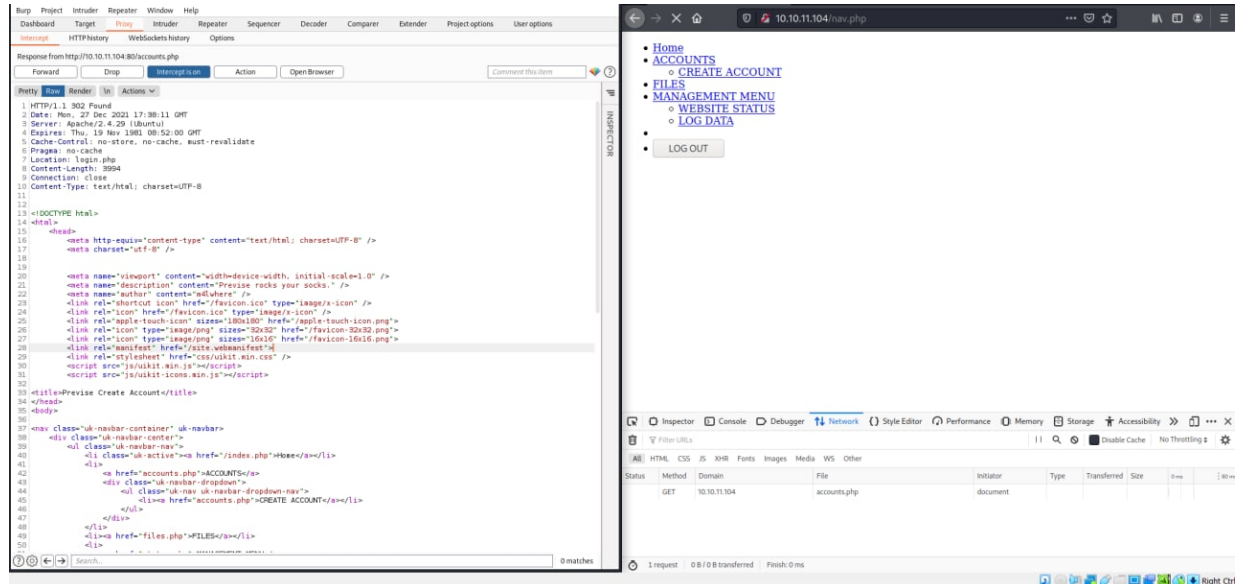 Burp Project Intruder Repeater Window Help
Dashboard Target Proxy Intruder Repeater Sequencer Decoder Comparer Extender Project options User options
Intercept HTTP history WebSockets history Options
Response from http://10.10.11.104:80/accounts.php
Forward Drop Intercept is on Action Open Browser Comment this item
Pretty Raw Render \n Actions
INSPECTOR
1 HTTP/1.1 302 Found
2 Date: Mon, 27 Dec 2021 17:38:11 GMT
3 Server: Apache/2.4.29 (Ubuntu)
4 Expires: Thu, 19 Nov 1981 08:52:00 GMT
5 Cache-Control: no-store, no-cache, must-revalidate
6 Pragma: no-cache
7 Location: login.php
8 Content-Length: 3994
9 Connection: close
10 Content-Type: text/html; charset=UTF-8
11
12
13 <!DOCTYPE html>
14 <html>
15 <head>
16 <meta http-equiv="content-type" content="text/html; charset=UTF-8" />
17 <meta charset="utf-8" />
18
19
20 <meta name="viewport" content="width=device-width, initial-scale=1.0" />
21 <meta name="description" content="Previse rocks your socks." />
22 <meta name="author" content="m4lwhere" />
23 <link rel="shortcut icon" href="/favicon.ico" type="image/x-icon" />
24 <link rel="icon" href="/favicon.ico" type="image/x-icon" />
25 <link rel="apple-touch-icon" sizes="180x180" href="/apple-touch-icon.png">
26 <link rel="icon" type="image/png" sizes="32x32" href="/favicon-32x32.png">
27 <link rel="icon" type="image/png" sizes="16x16" href="/favicon-16x16.png">
28 <link rel="manifest" href="/site.webmanifest">
29 <link rel="stylesheet" href="css/uikit.min.css" />
30 <script src="js/uikit.min.js"></script>
31 <script src="js/uikit-icons.min.js"></script>
32
33 <title>Previse Create Account</title>
34 </head>
35 <body>
36
37 <nav class="uk-navbar-container" uk-navbar>
38 <div class="uk-navbar-center">
39 <ul class="uk-navbar-nav">
40 <li class="uk-active"><a href="/index.php">Home</a></li>
41 <li>
42 <a href="accounts.php">ACCOUNTS</a>
43 <div class="uk-navbar-dropdown">
44 <ul class="uk-nav uk-navbar-dropdown-nav">
45 <li><a href="accounts.php">CREATE ACCOUNT</a></li>
46 </ul>
47 </div>
48 </li>
49 <li><a href="files.php">FILES</a></li>
50 <li>
Search... 0 matches
10.10.11.104/nav.php
Home
ACCOUNTS
CREATE ACCOUNT
FILES
MANAGEMENT MENU
WEBSITE STATUS
LOG DATA
LOG OUT
Inspector Console Debugger Network Style Editor Performance Memory Storage Accessibility
Filter URLs Disable Cache No Throttling
All HTML CSS JS XHR Fonts Images Media WS Other
Status Method Domain File Initiator Type Transferred Size 0 ms
GET 10.10.11.104 accounts.php document
1 request 0 B / 0 B transferred Finish: 0 ms
Right Ctrl